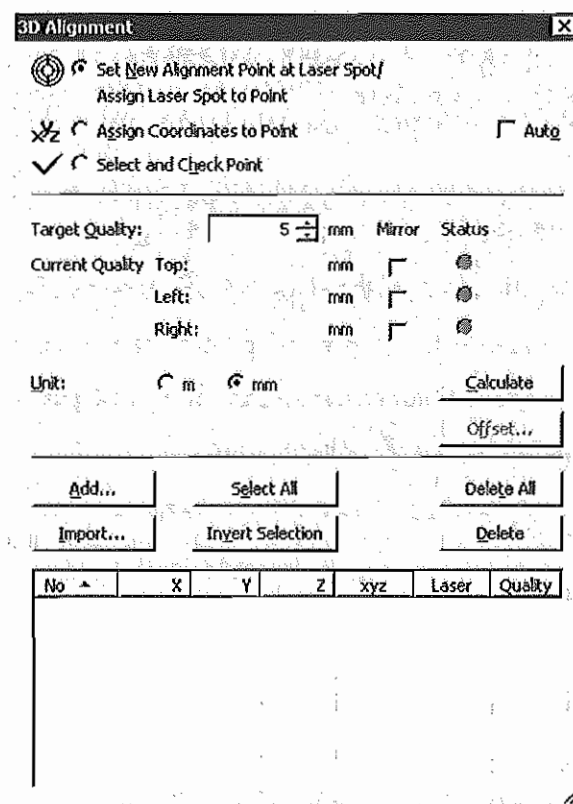 3D Alignment
Set New Alignment Point at Laser Spot/
Assign Laser Spot to Point
xyz Assign Coordinates to Point Auto
Select and Check Point
Target Quality: 5 mm Mirror Status
Current Quality Top: mm
Left: mm
Right: mm
Unit: m mm Calculate
Offset...
Add... Select All Delete All
Import... Invert Selection Delete
No X Y Z xyz Laser Quality